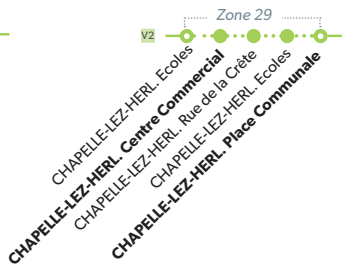 Zone 29
V2
CHAPELLE-LEZ-HERL. Ecoles
CHAPELLE-LEZ-HERL. Centre Commercial
CHAPELLE-LEZ-HERL. Rue de la Crête
CHAPELLE-LEZ-HERL. Ecoles
CHAPELLE-LEZ-HERL. Place Communale